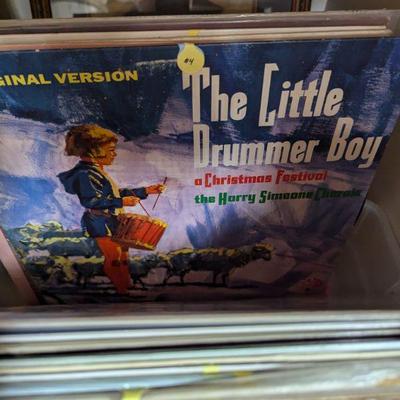 GINAL VERSION
#4
The Little
Drummer Boy
a Christmas Festival
the Harry Simeone Chorale